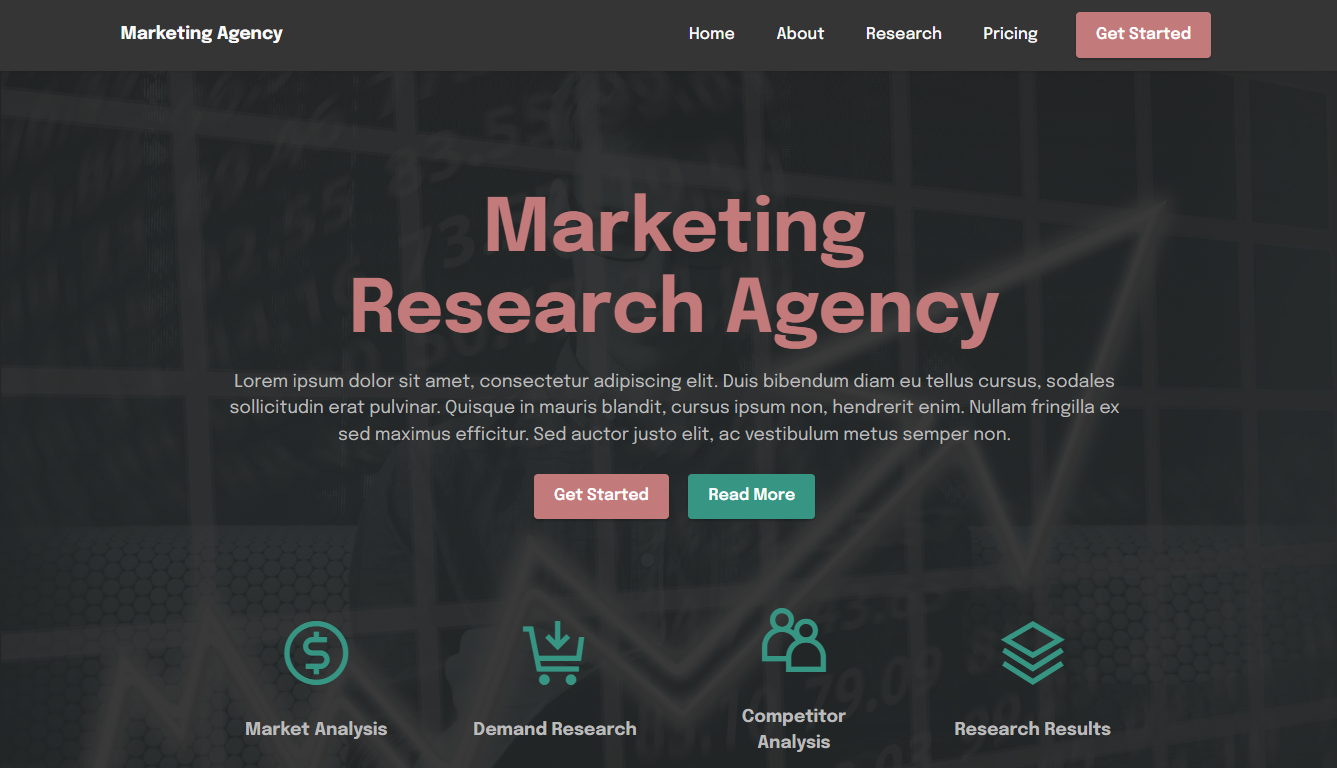 Marketing Agency
Home
About
Research
Pricing
Get Started
Marketing
Research Agency
Lorem ipsum dolor sit amet, consectetur adipiscing elit. Duis bibendum diam eu tellus cursus, sodales
sollicitudin erat pulvinar. Quisque in mauris blandit, cursus ipsum non, hendrerit enim. Nullam fringilla ex
sed maximus efficitur. Sed auctor justo elit, ac vestibulum metus semper non.
Get Started
Read More
Market Analysis
Demand Research
Competitor
Analysis
Research Results